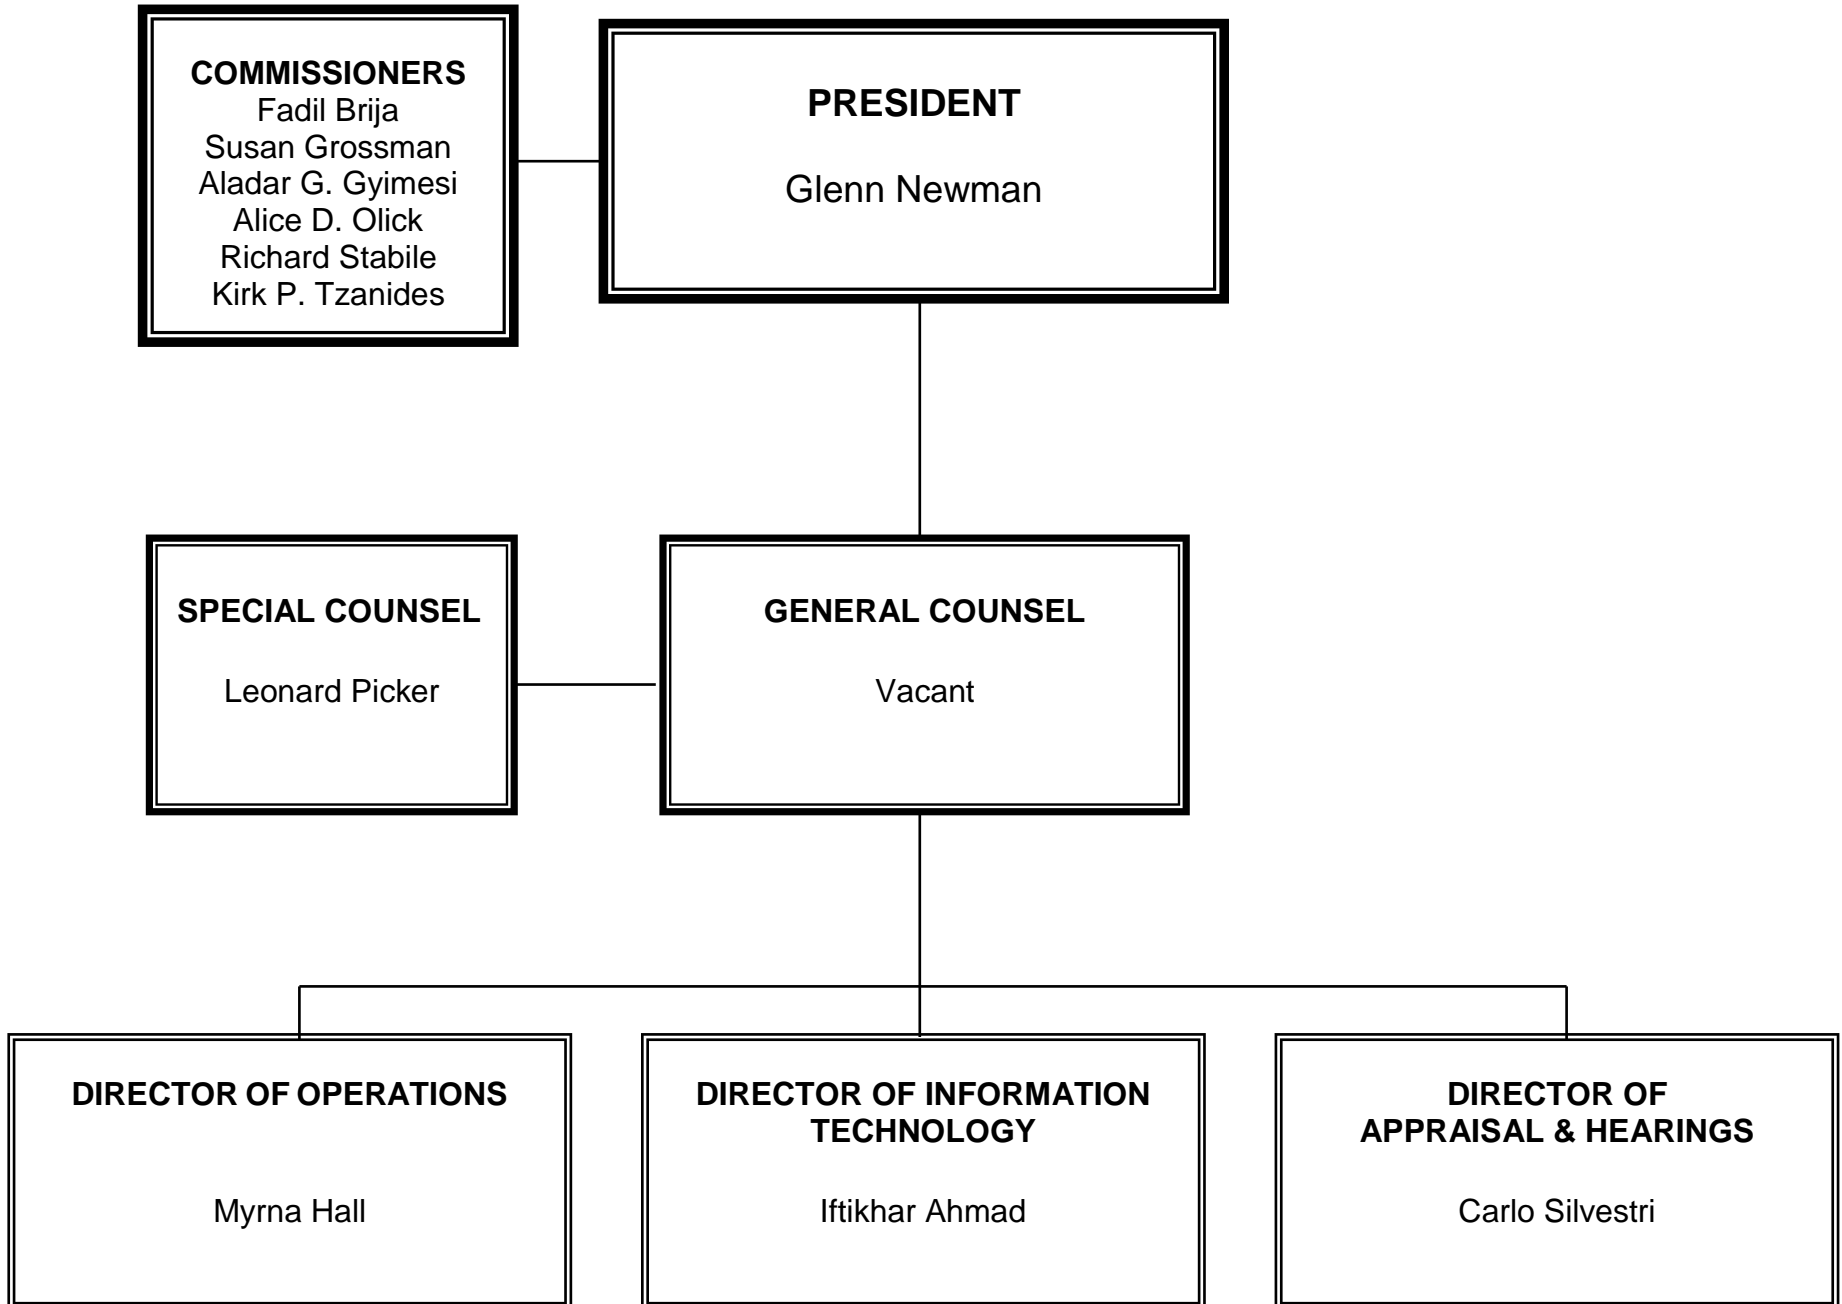 COMMISSIONERS
Fadil Brija
Susan Grossman
Aladar G. Gyimesi
Alice D. Olick
Richard Stabile
Kirk P. Tzanides
PRESIDENT
Glenn Newman
SPECIAL COUNSEL
Leonard Picker
GENERAL COUNSEL
Vacant
DIRECTOR OF OPERATIONS
Myrna Hall
DIRECTOR OF INFORMATION
TECHNOLOGY
Iftikhar Ahmad
DIRECTOR OF
APPRAISAL & HEARINGS
Carlo Silvestri